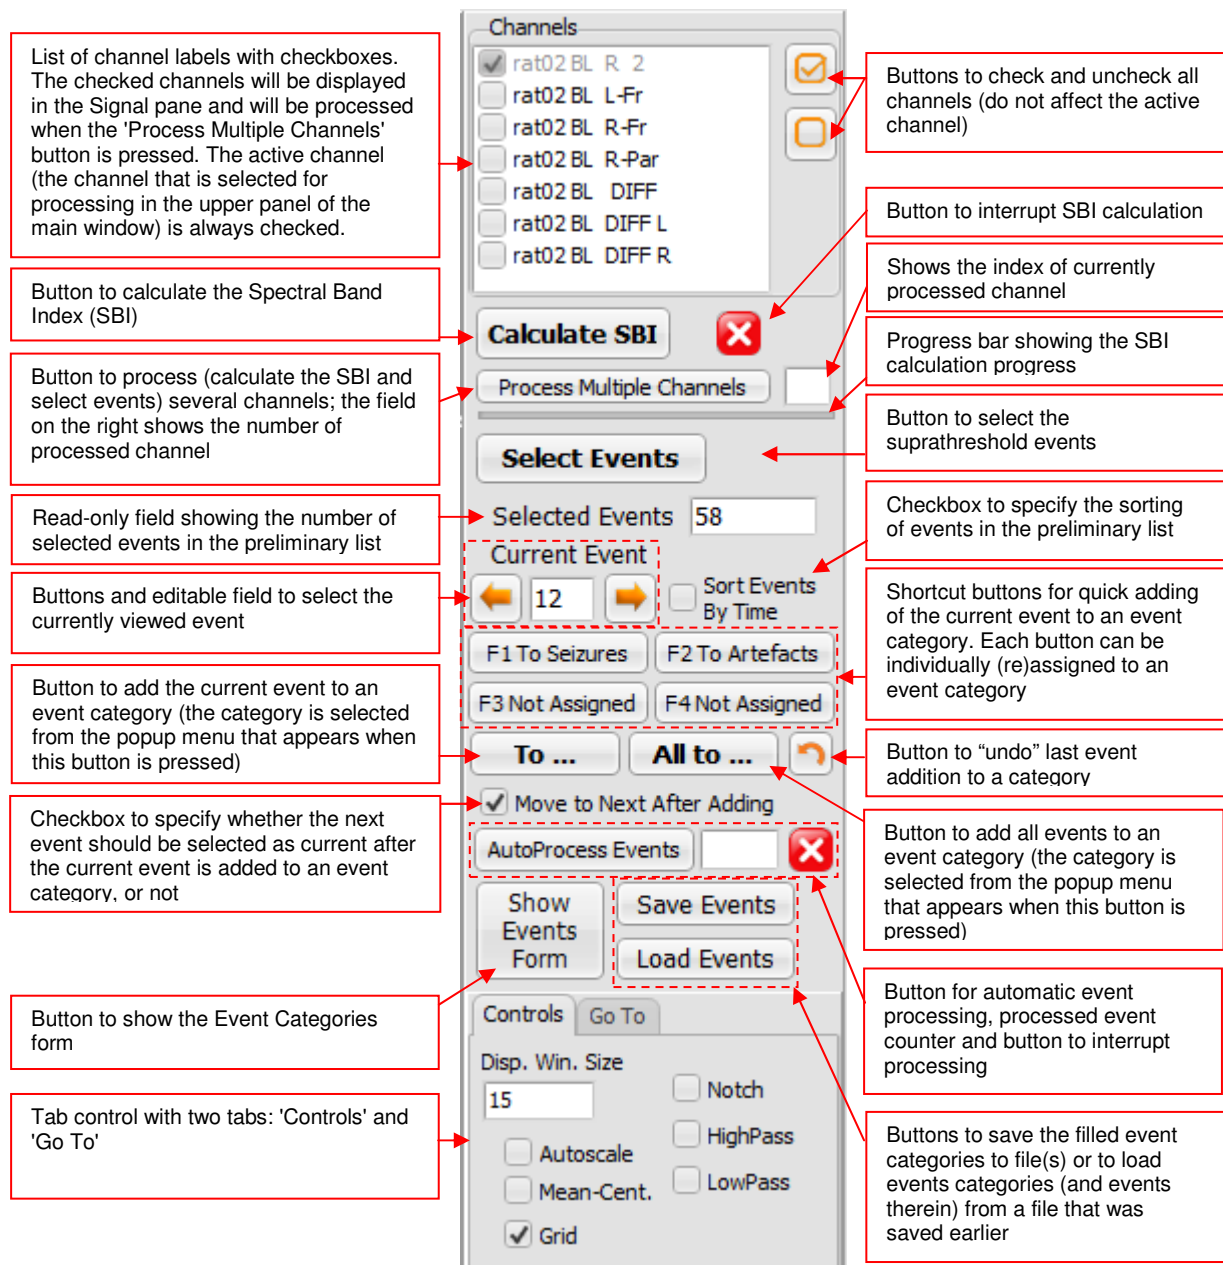 List of channel labels with checkboxes.
The checked channels will be displayed
in the Signal pane and will be processed
when the 'Process Multiple Channels'
button is pressed. The active channel
(the channel that is selected for
processing in the upper panel of the
main window) is always checked.
Button to calculate the Spectral Band
Index (SBI)
Button to process (calculate the SBI and
select events) several channels; the field
on the right shows the number of
processed channel
Read-only field showing the number of
selected events in the preliminary list
Buttons and editable field to select the
currently viewed event
Button to add the current event to an
event category (the category is selected
from the popup menu that appears when
this button is pressed)
Checkbox to specify whether the next
event should be selected as current after
the current event is added to an event
category, or not
Button to show the Event Categories
form
Tab control with two tabs: 'Controls' and
'Go To'
Channels
rat02 BL R 2
rat02 BL L-Fr
rat02 BL R-Fr
rat02 BL R-Par
rat02 BL DIFF
rat02 BL DIFF L
rat02 BL DIFF R
Calculate SBI
Process Multiple Channels
Select Events
Selected Events 58
Current Event
12
Sort Events
By Time
F1 To Seizures F2 To Artefacts
F3 Not Assigned F4 Not Assigned
To ... All to ...
Move to Next After Adding
AutoProcess Events
Show
Events
Form
Save Events
Load Events
Controls Go To
Disp. Win. Size
15
Autoscale
Mean-Cent.
Grid
Notch
HighPass
LowPass
Buttons to check and uncheck all
channels (do not affect the active
channel)
Button to interrupt SBI calculation
Shows the index of currently
processed channel
Progress bar showing the SBI
calculation progress
Button to select the
suprathreshold events
Checkbox to specify the sorting
of events in the preliminary list
Shortcut buttons for quick adding
of the current event to an event
category. Each button can be
individually (re)assigned to an
event category
Button to “undo” last event
addition to a category
Button to add all events to an
event category (the category is
selected from the popup menu
that appears when this button is
pressed)
Button for automatic event
processing, processed event
counter and button to interrupt
processing
Buttons to save the filled event
categories to file(s) or to load
events categories (and events
therein) from a file that was
saved earlier